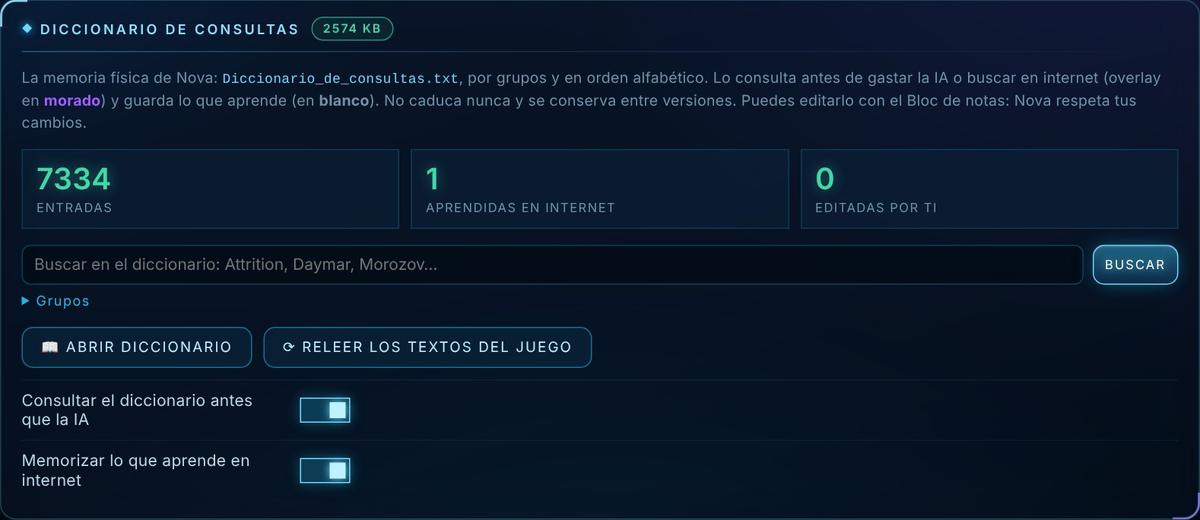 DICCIONARIO DE CONSULTAS 2574 KB
La memoria física de Nova: Diccionario_de_consultas.txt, por grupos y en orden alfabético. Lo consulta antes de gastar la IA o buscar en internet (overlay
en morado) y guarda lo que aprende (en blanco). No caduca nunca y se conserva entre versiones. Puedes editarlo con el Bloc de notas: Nova respeta tus
cambios.
7334
ENTRADAS
1
APRENDIDAS EN INTERNET
0
EDITADAS POR TI
Buscar en el diccionario: Attrition, Daymar, Morozov...
BUSCAR
Grupos
ABRIR DICCIONARIO
RELEER LOS TEXTOS DEL JUEGO
Consultar el diccionario antes
que la IA
Memorizar lo que aprende en
internet